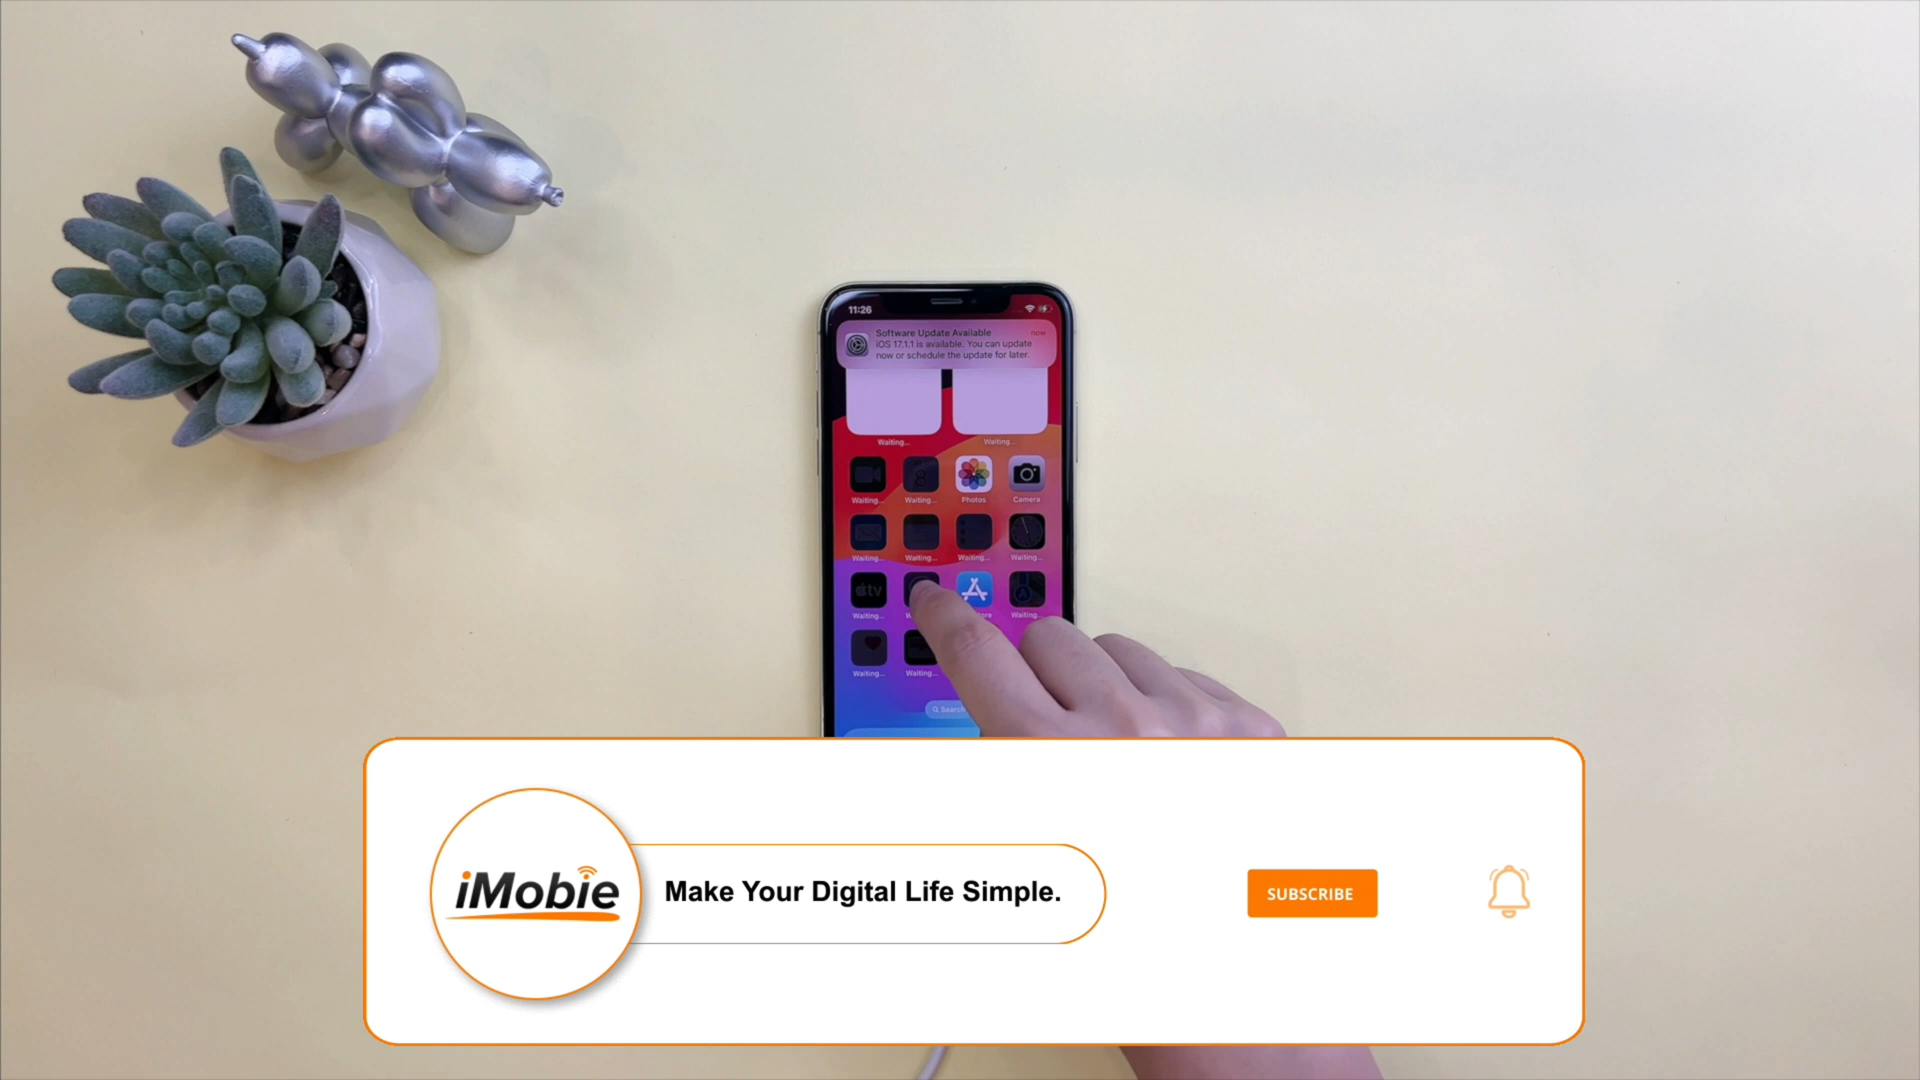 11:26
Software Update Available
now
iOS 17.1.1 is available. You can update
now or schedule the update for later.
Waiting...
Waiting...
Waiting...
Waiting...
Photos
Camera
Waiting...
Waiting...
Waiting...
Waiting...
tv
Waiting...
Waiting...
Waiting...
Waiting...
Search
iMobie
Make Your Digital Life Simple.
SUBSCRIBE